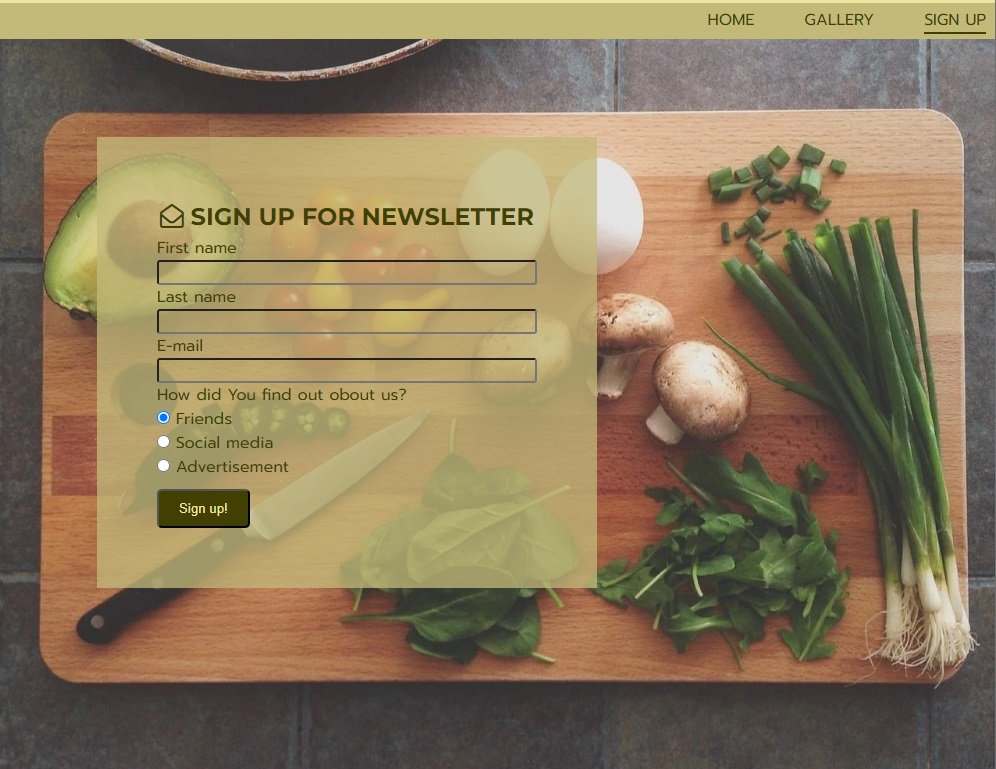 HOME GALLERY SIGN UP
SIGN UP FOR NEWSLETTER
First name
Last name
E-mail
How did You find out obout us?
Friends
Social media
Advertisement
Sign up!